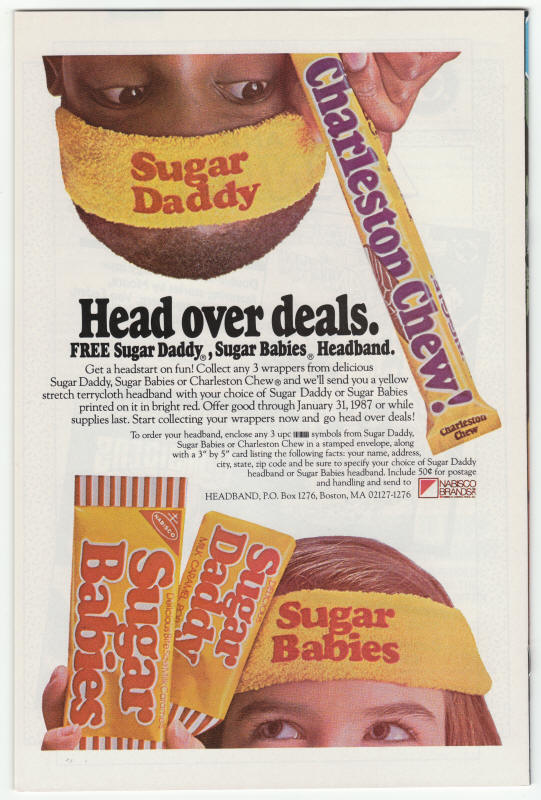 Sugar
Daddy
Charleston Chew!
Charleston
Chew
Head over deals.
FREE Sugar Daddy®, Sugar Babies® Headband.
Get a headstart on fun! Collect any 3 wrappers from delicious
Sugar Daddy, Sugar Babies or Charleston Chew® and we'll send you a yellow
stretch terrycloth headband with your choice of Sugar Daddy or Sugar Babies
printed on it in bright red. Offer good through January 31, 1987 or while
supplies last. Start collecting your wrappers now and go head over deals!
To order your headband, enclose any 3 upc symbols from Sugar Daddy,
Sugar Babies or Charleston Chew in a stamped envelope, along
with a 3" by 5" card listing the following facts: your name, address,
city, state, zip code and be sure to specify your choice of Sugar Daddy
headband or Sugar Babies headband. Include 50¢ for postage
and handling and send to
HEADBAND, P.O. Box 1276, Boston, MA 02127-1276
NABISCO
BRANDS
NABISCO
Sugar
Babies
Sugar
Daddy
MILK CARAMEL POP
Sugar
Babies